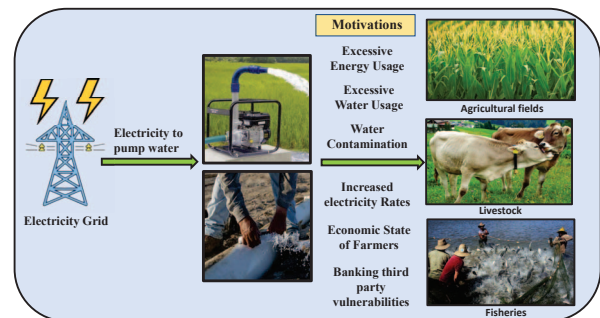 Motivations
Excessive
Energy Usage
Excessive
Water Usage
Water
Contamination
Increased
electricity Rates
Economic State
of Farmers
Banking third
party
vulnerabilities
Electricity to
pump water
Electricity Grid
Agricultural fields
Livestock
Fisheries